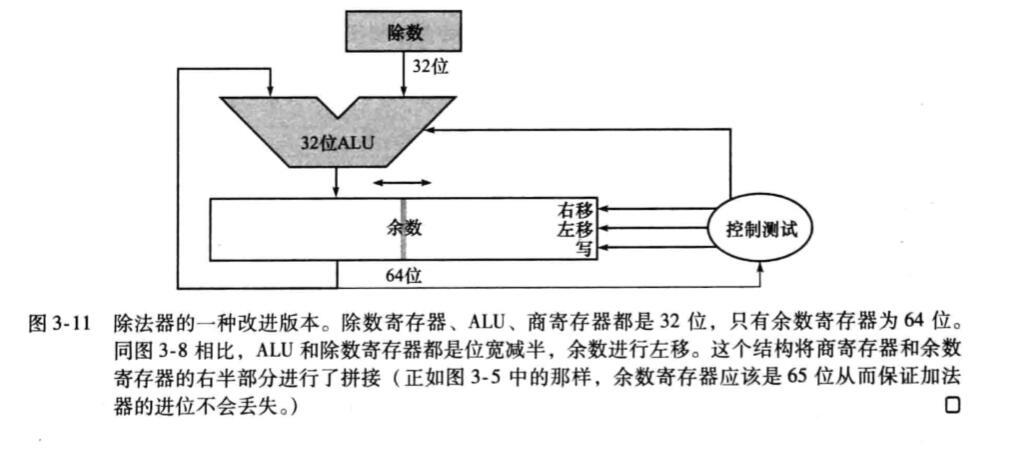 除数
32位
32位ALU
右移
余数
左移
控制测试
写
64位
图 3-11 除法器的一种改进版本。除数寄存器、ALU、商寄存器都是 32 位，只有余数寄存器为 64 位。
同图 3-8 相比，ALU 和除数寄存器都是位宽减半，余数进行左移。这个结构将商寄存器和余数
寄存器的右半部分进行了拼接（正如图 3-5 中的那样，余数寄存器应该是 65 位从而保证加法
器的进位不会丢失。）